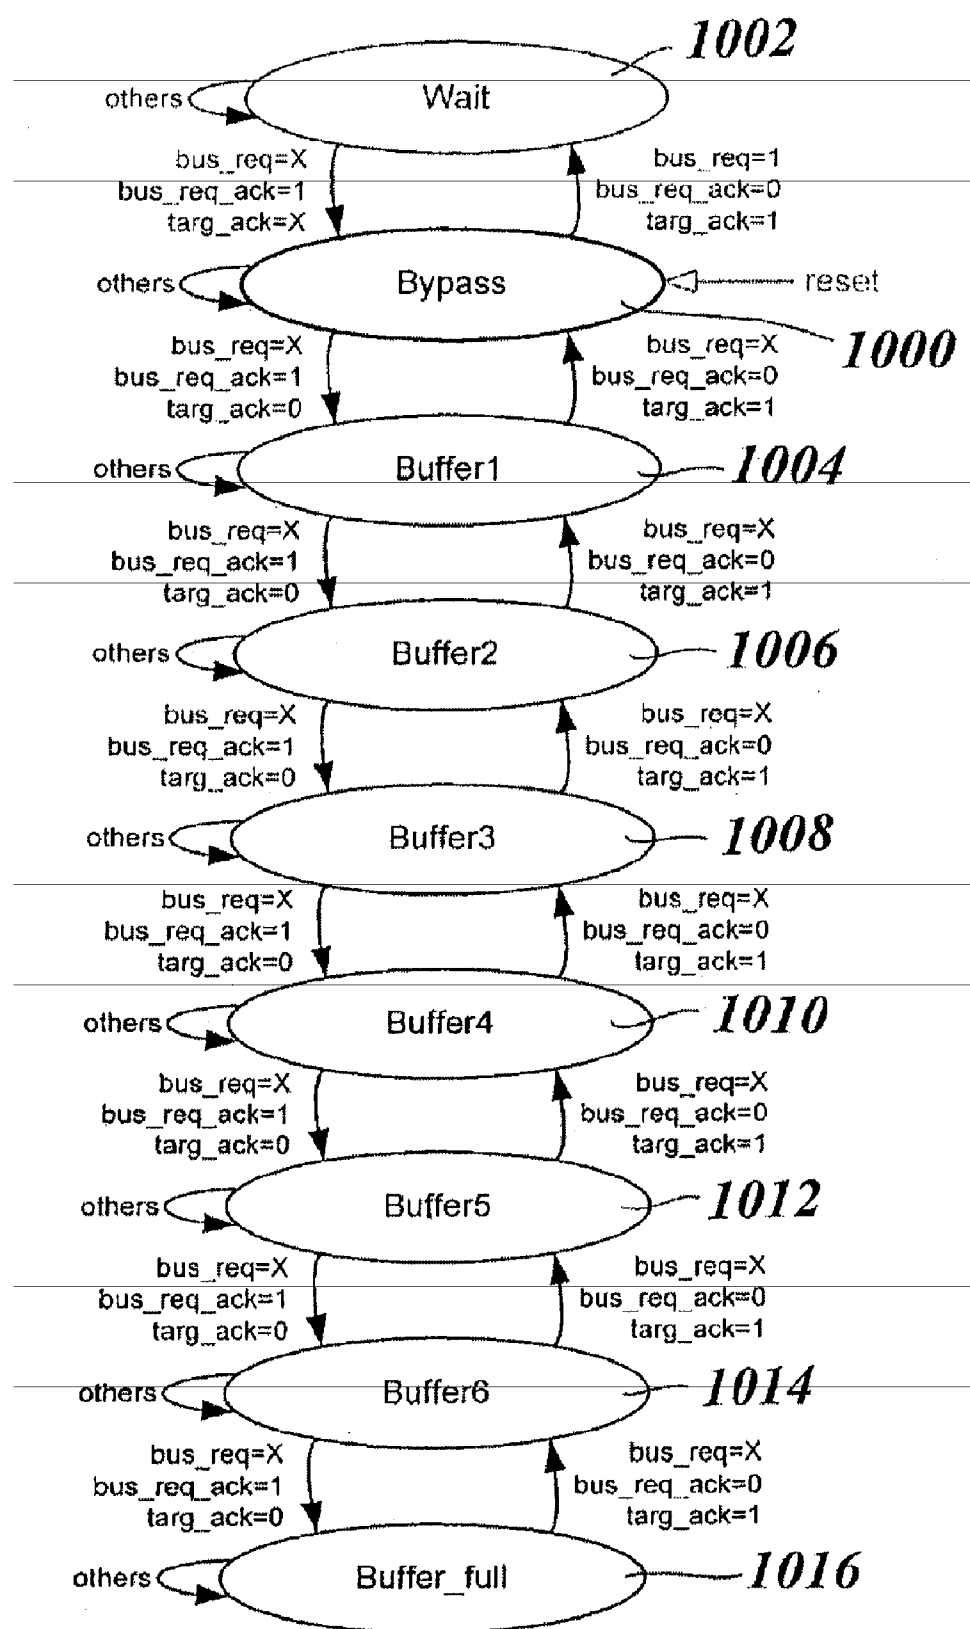 1002
Wait
others
bus_req=X
bus_req_ack=1
targ_ack=X
bus_req=1
bus_req_ack=0
targ_ack=1
others
Bypass
reset
1000
bus_req=X
bus_req_ack=1
targ_ack=0
bus_req=X
bus_req_ack=0
targ_ack=1
others
Buffer1
1004
bus_req=X
bus_req_ack=1
targ_ack=0
bus_req=X
bus_req_ack=0
targ_ack=1
others
Buffer2
1006
bus_req=X
bus_req_ack=1
targ_ack=0
bus_req=X
bus_req_ack=0
targ_ack=1
others
Buffer3
1008
bus_req=X
bus_req_ack=1
targ_ack=0
bus_req=X
bus_req_ack=0
targ_ack=1
others
Buffer4
1010
bus_req=X
bus_req_ack=1
targ_ack=0
bus_req=X
bus_req_ack=0
targ_ack=1
others
Buffer5
1012
bus_req=X
bus_req_ack=1
targ_ack=0
bus_req=X
bus_req_ack=0
targ_ack=1
others
Buffer6
1014
bus_req=X
bus_req_ack=1
targ_ack=0
bus_req=X
bus_req_ack=0
targ_ack=1
others
Buffer_full
1016